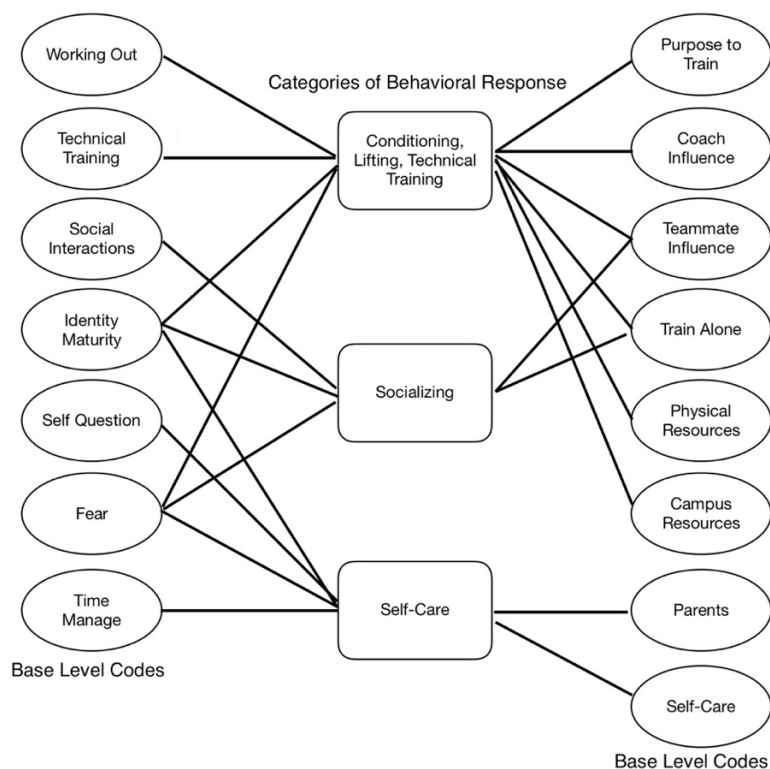 Working Out
Technical
Training
Social
Interactions
Identity
Maturity
Self Question
Fear
Time
Manage
Base Level Codes
Categories of Behavioral Response
Conditioning,
Lifting, Technical
Training
Socializing
Self-Care
Purpose to
Train
Coach
Influence
Teammate
Influence
Train Alone
Physical
Resources
Campus
Resources
Parents
Self-Care
Base Level Codes